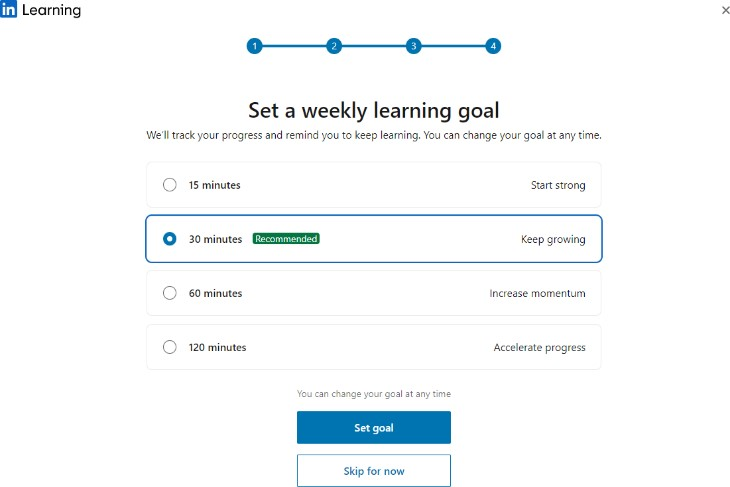 in Learning
1 2 3 4
Set a weekly learning goal
We'll track your progress and remind you to keep learning. You can change your goal at any time.
15 minutes Start strong
30 minutes Recommended Keep growing
60 minutes Increase momentum
120 minutes Accelerate progress
You can change your goal at any time
Set goal
Skip for now